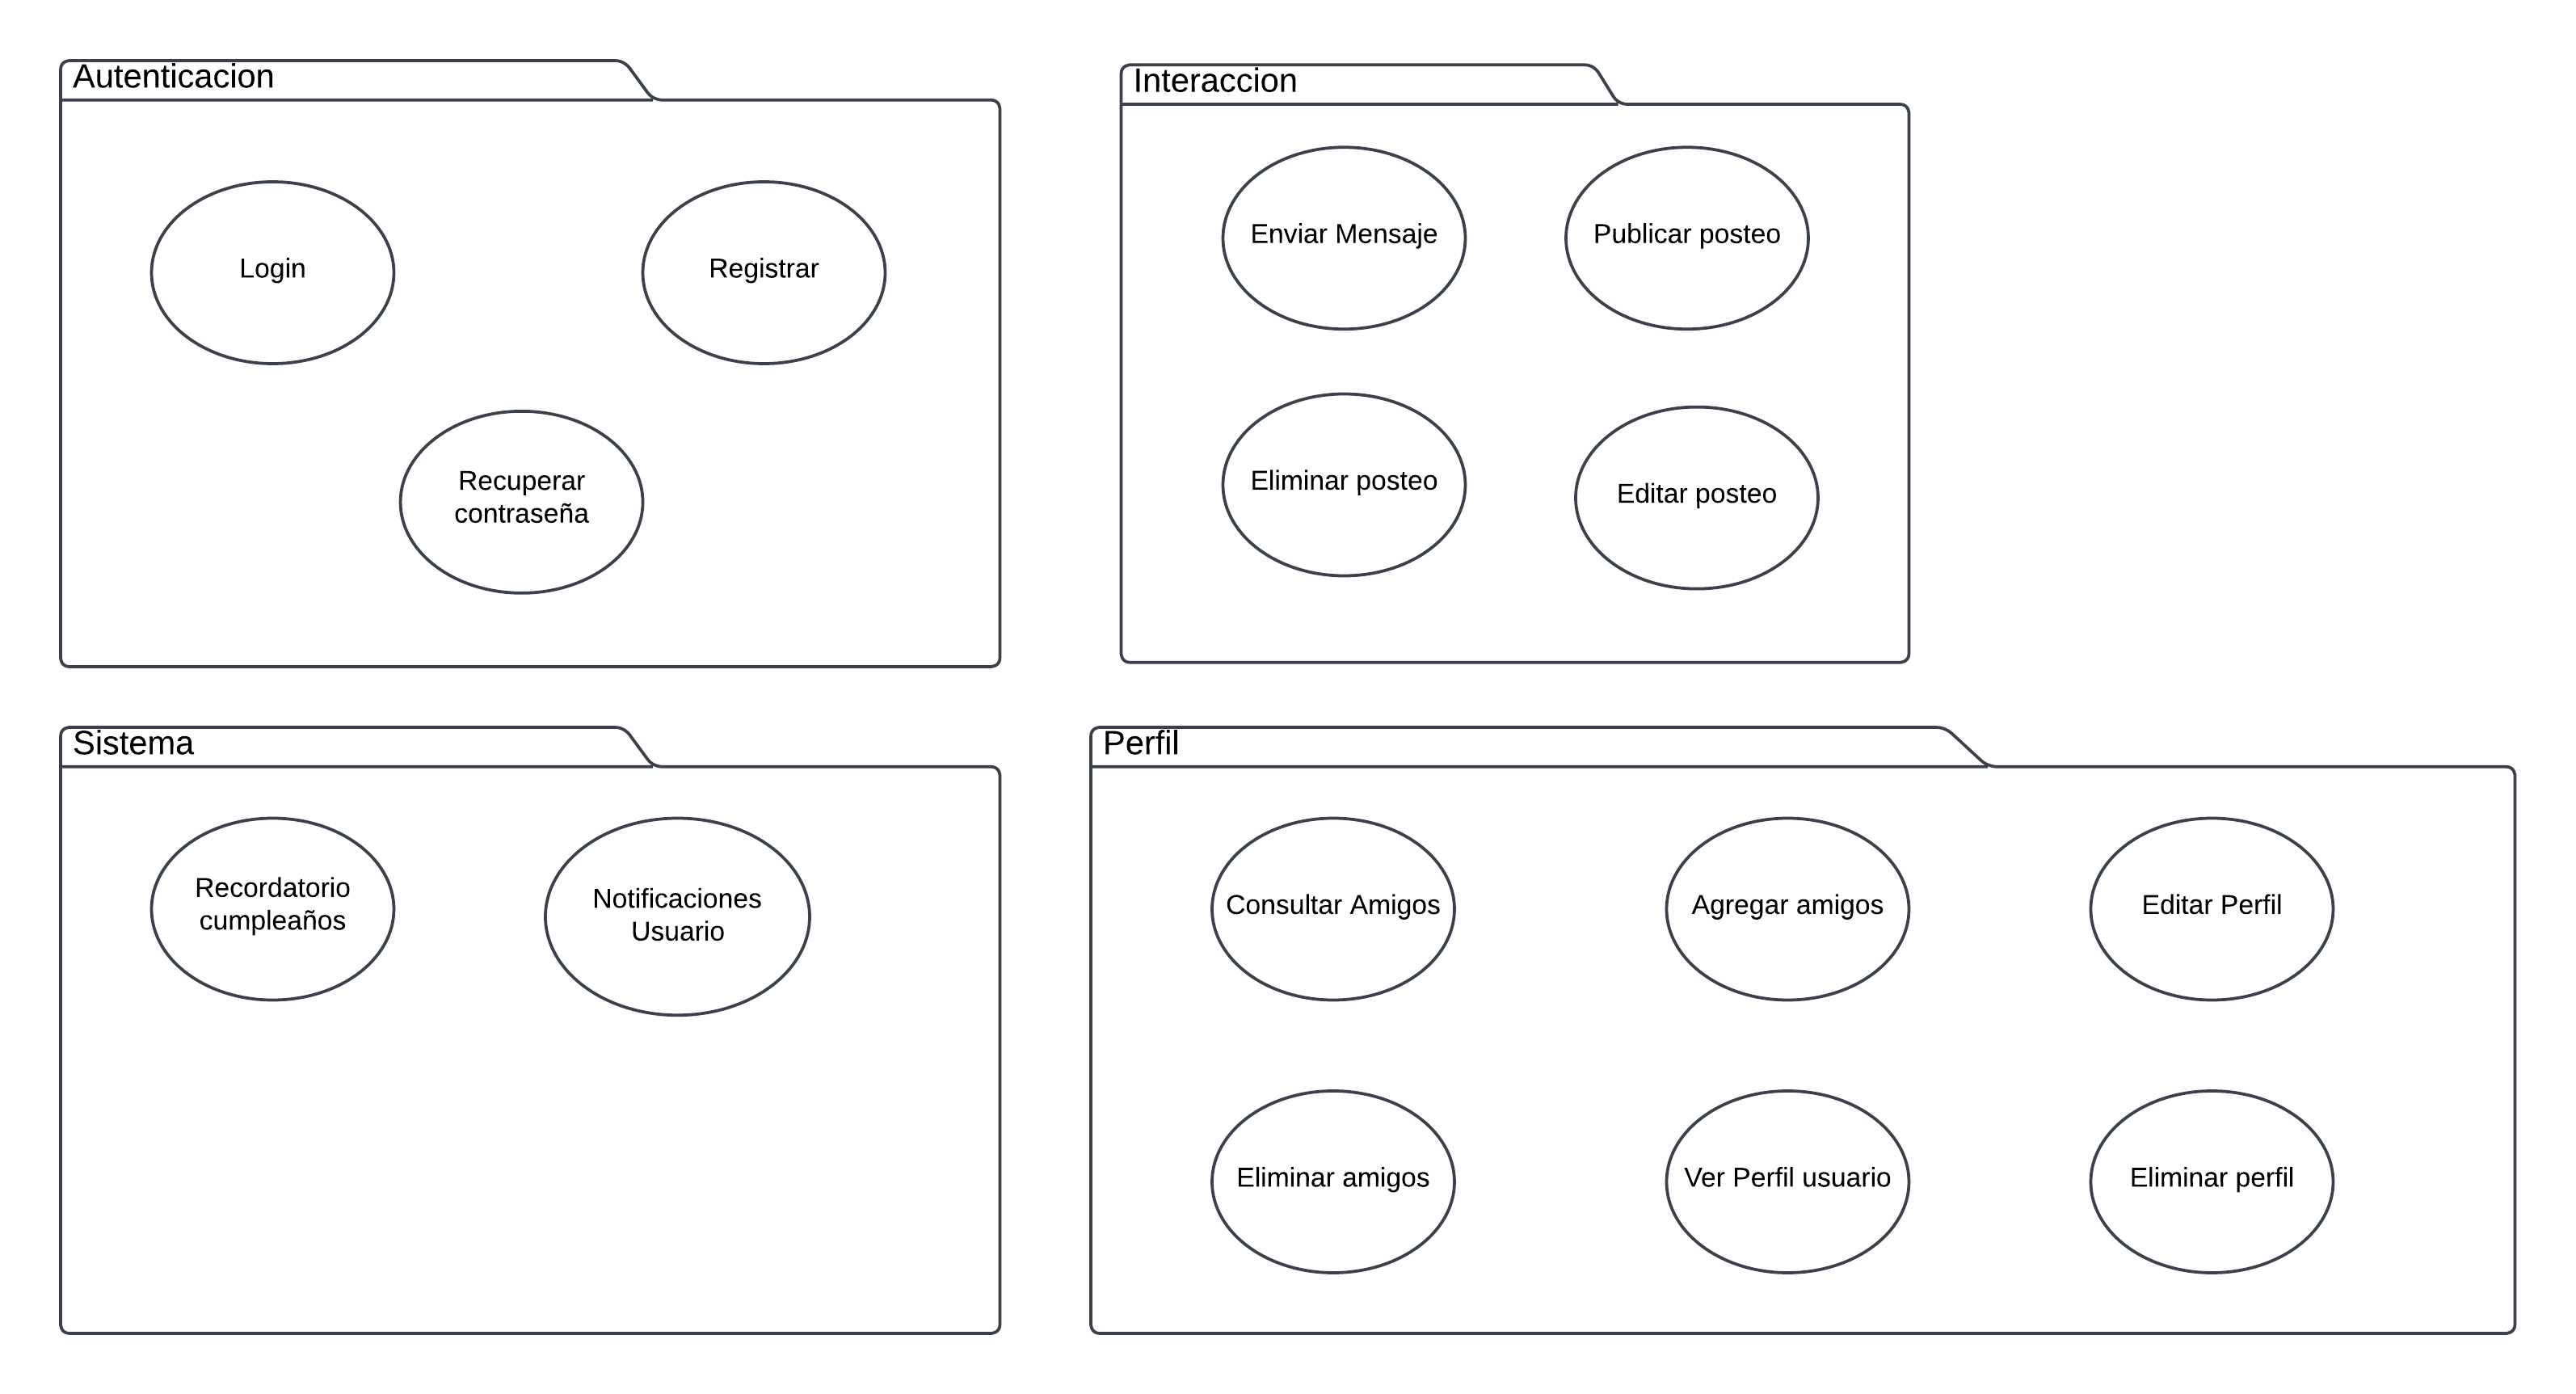 Autenticacion
Login
Registrar
Recuperar
contraseña
Interaccion
Enviar Mensaje
Publicar posteo
Eliminar posteo
Editar posteo
Sistema
Recordatorio
cumpleaños
Notificaciones
Usuario
Perfil
Consultar Amigos
Agregar amigos
Editar Perfil
Eliminar amigos
Ver Perfil usuario
Eliminar perfil